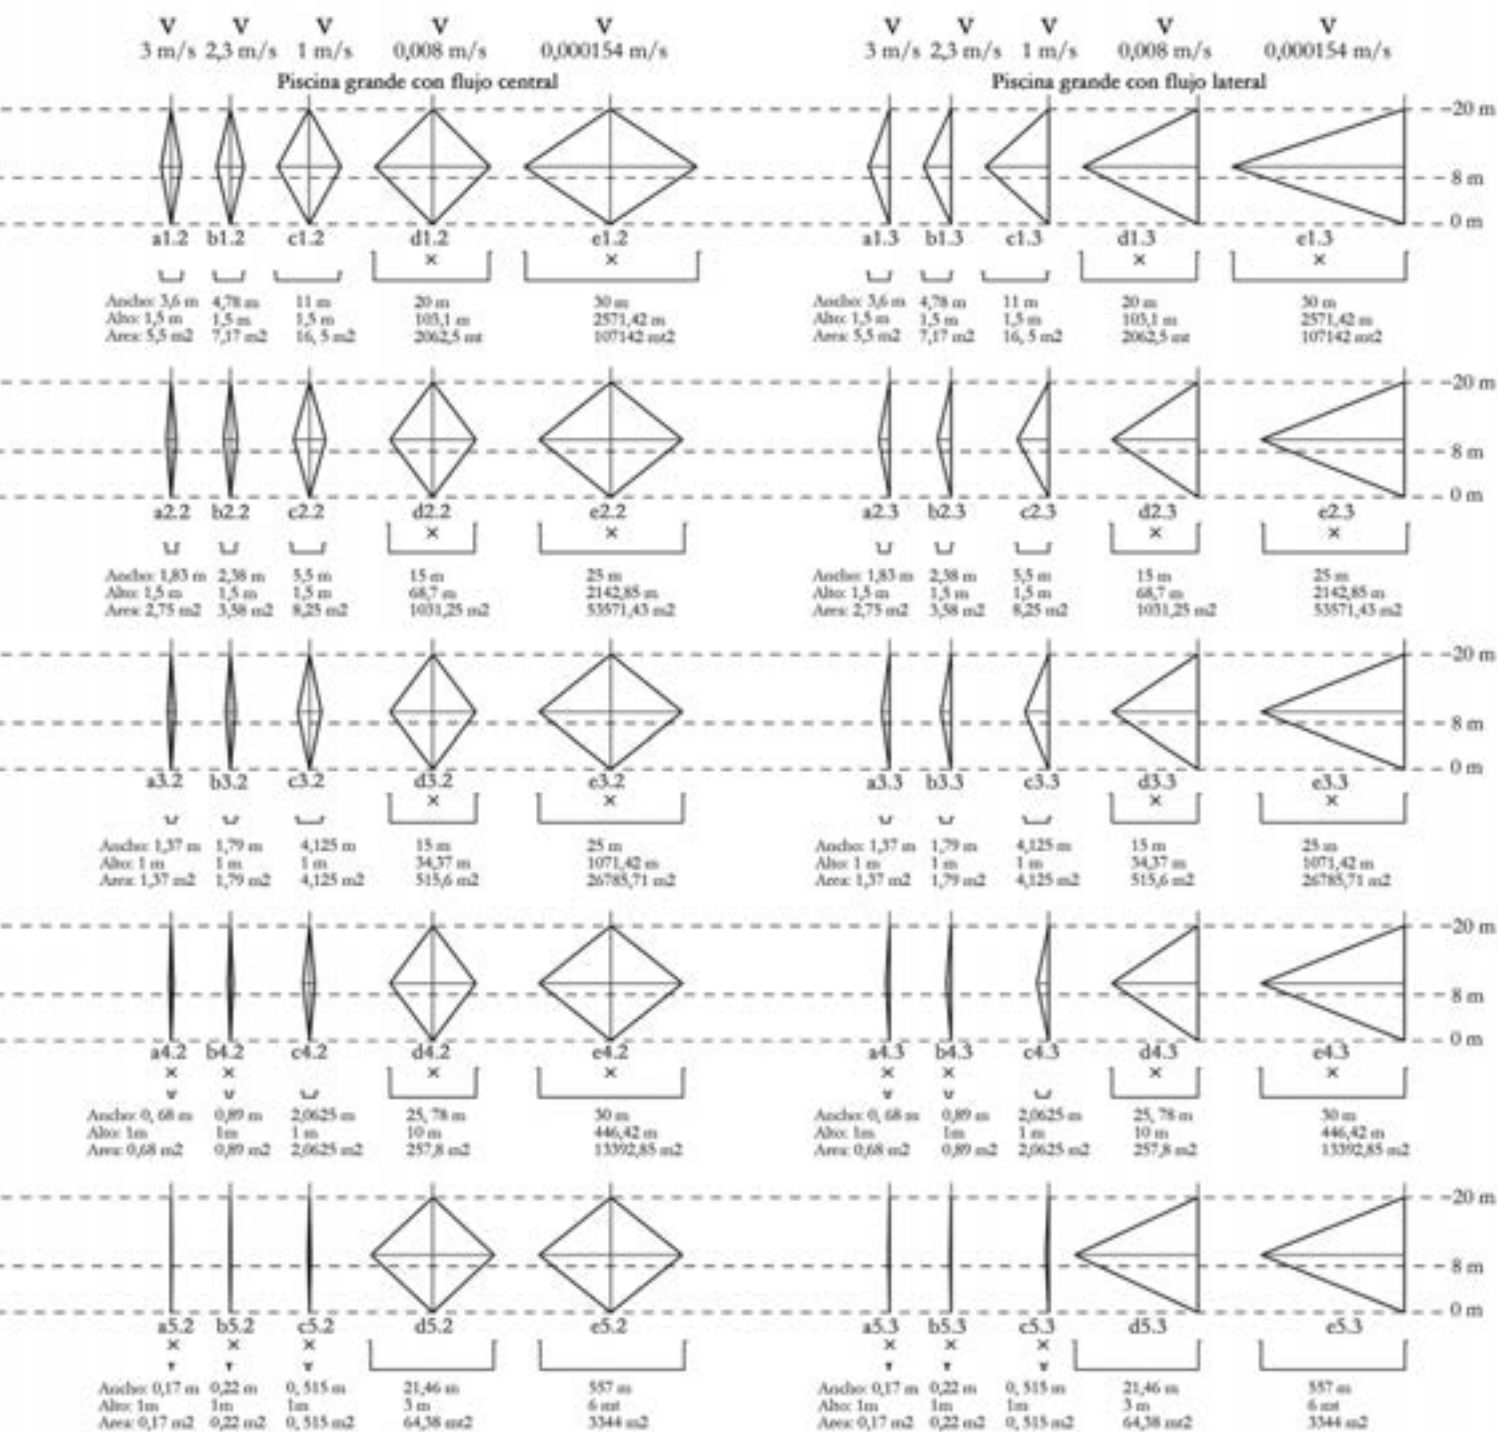 V V V V V V V V V V
3 m/s 2,3 m/s 1 m/s 0,008 m/s 0,000154 m/s 3 m/s 2,3 m/s 1 m/s 0,008 m/s 0,000154 m/s
Piscina grande con flujo central Piscina grande con flujo lateral
20 m
8 m
0 m
a1.2 b1.2 c1.2 d1.2 e1.2 a1.3 b1.3 c1.3 d1.3 e1.3
× × × ×
Ancho: 3,6 m 4,78 m 11 m 20 m 30 m Ancho: 3,6 m 4,78 m 11 m 20 m 30 m
Alto: 1,5 m 1,5 m 1,5 m 103,1 m 2571,42 m Alto: 1,5 m 1,5 m 1,5 m 103,1 m 2571,42 m
Area: 5,5 m2 7,17 m2 16, 5 m2 2062,5 mt 107142 mt2 Area: 5,5 m2 7,17 m2 16, 5 m2 2062,5 mt 107142 mt2
20 m
8 m
0 m
a2.2 b2.2 c2.2 d2.2 e2.2 a2.3 b2.3 c2.3 d2.3 e2.3
× × × ×
Ancho: 1,83 m 2,38 m 5,5 m 15 m 25 m Ancho: 1,83 m 2,38 m 5,5 m 15 m 25 m
Alto: 1,5 m 1,5 m 1,5 m 68,7 m 2142,85 m Alto: 1,5 m 1,5 m 1,5 m 68,7 m 2142,85 m
Area: 2,75 m2 3,58 m2 8,25 m2 1031,25 m2 53571,43 m2 Area: 2,75 m2 3,58 m2 8,25 m2 1031,25 m2 53571,43 m2
20 m
8 m
0 m
a3.2 b3.2 c3.2 d3.2 e3.2 a3.3 b3.3 c3.3 d3.3 e3.3
× × × ×
Ancho: 1,37 m 1,79 m 4,125 m 15 m 25 m Ancho: 1,37 m 1,79 m 4,125 m 15 m 25 m
Alto: 1 m 1 m 1 m 34,37 m 1071,42 m Alto: 1 m 1 m 1 m 34,37 m 1071,42 m
Area: 1,37 m2 1,79 m2 4,125 m2 515,6 m2 26785,71 m2 Area: 1,37 m2 1,79 m2 4,125 m2 515,6 m2 26785,71 m2
20 m
8 m
0 m
a4.2 b4.2 c4.2 d4.2 e4.2 a4.3 b4.3 c4.3 d4.3 e4.3
× × × × × × × ×
Ancho: 0, 68 m 0,89 m 2,0625 m 25, 78 m 30 m Ancho: 0, 68 m 0,89 m 2,0625 m 25, 78 m 30 m
Alto: 1m 1m 1 m 10 m 446,42 m Alto: 1m 1m 1 m 10 m 446,42 m
Area: 0,68 m2 0,89 m2 2,0625 m2 257,8 m2 13392,85 m2 Area: 0,68 m2 0,89 m2 2,0625 m2 257,8 m2 13392,85 m2
20 m
8 m
0 m
a5.2 b5.2 c5.2 d5.2 e5.2 a5.3 b5.3 c5.3 d5.3 e5.3
× × × × × ×
Ancho: 0,17 m 0,22 m 0, 515 m 21,46 m 557 m Ancho: 0,17 m 0,22 m 0, 515 m 21,46 m 557 m
Alto: 1m 1m 1m 3 m 6 mt Alto: 1m 1m 1m 3 m 6 mt
Area: 0,17 m2 0,22 m2 0, 515 m2 64,38 mt2 3344 m2 Area: 0,17 m2 0,22 m2 0, 515 m2 64,38 mt2 3344 m2